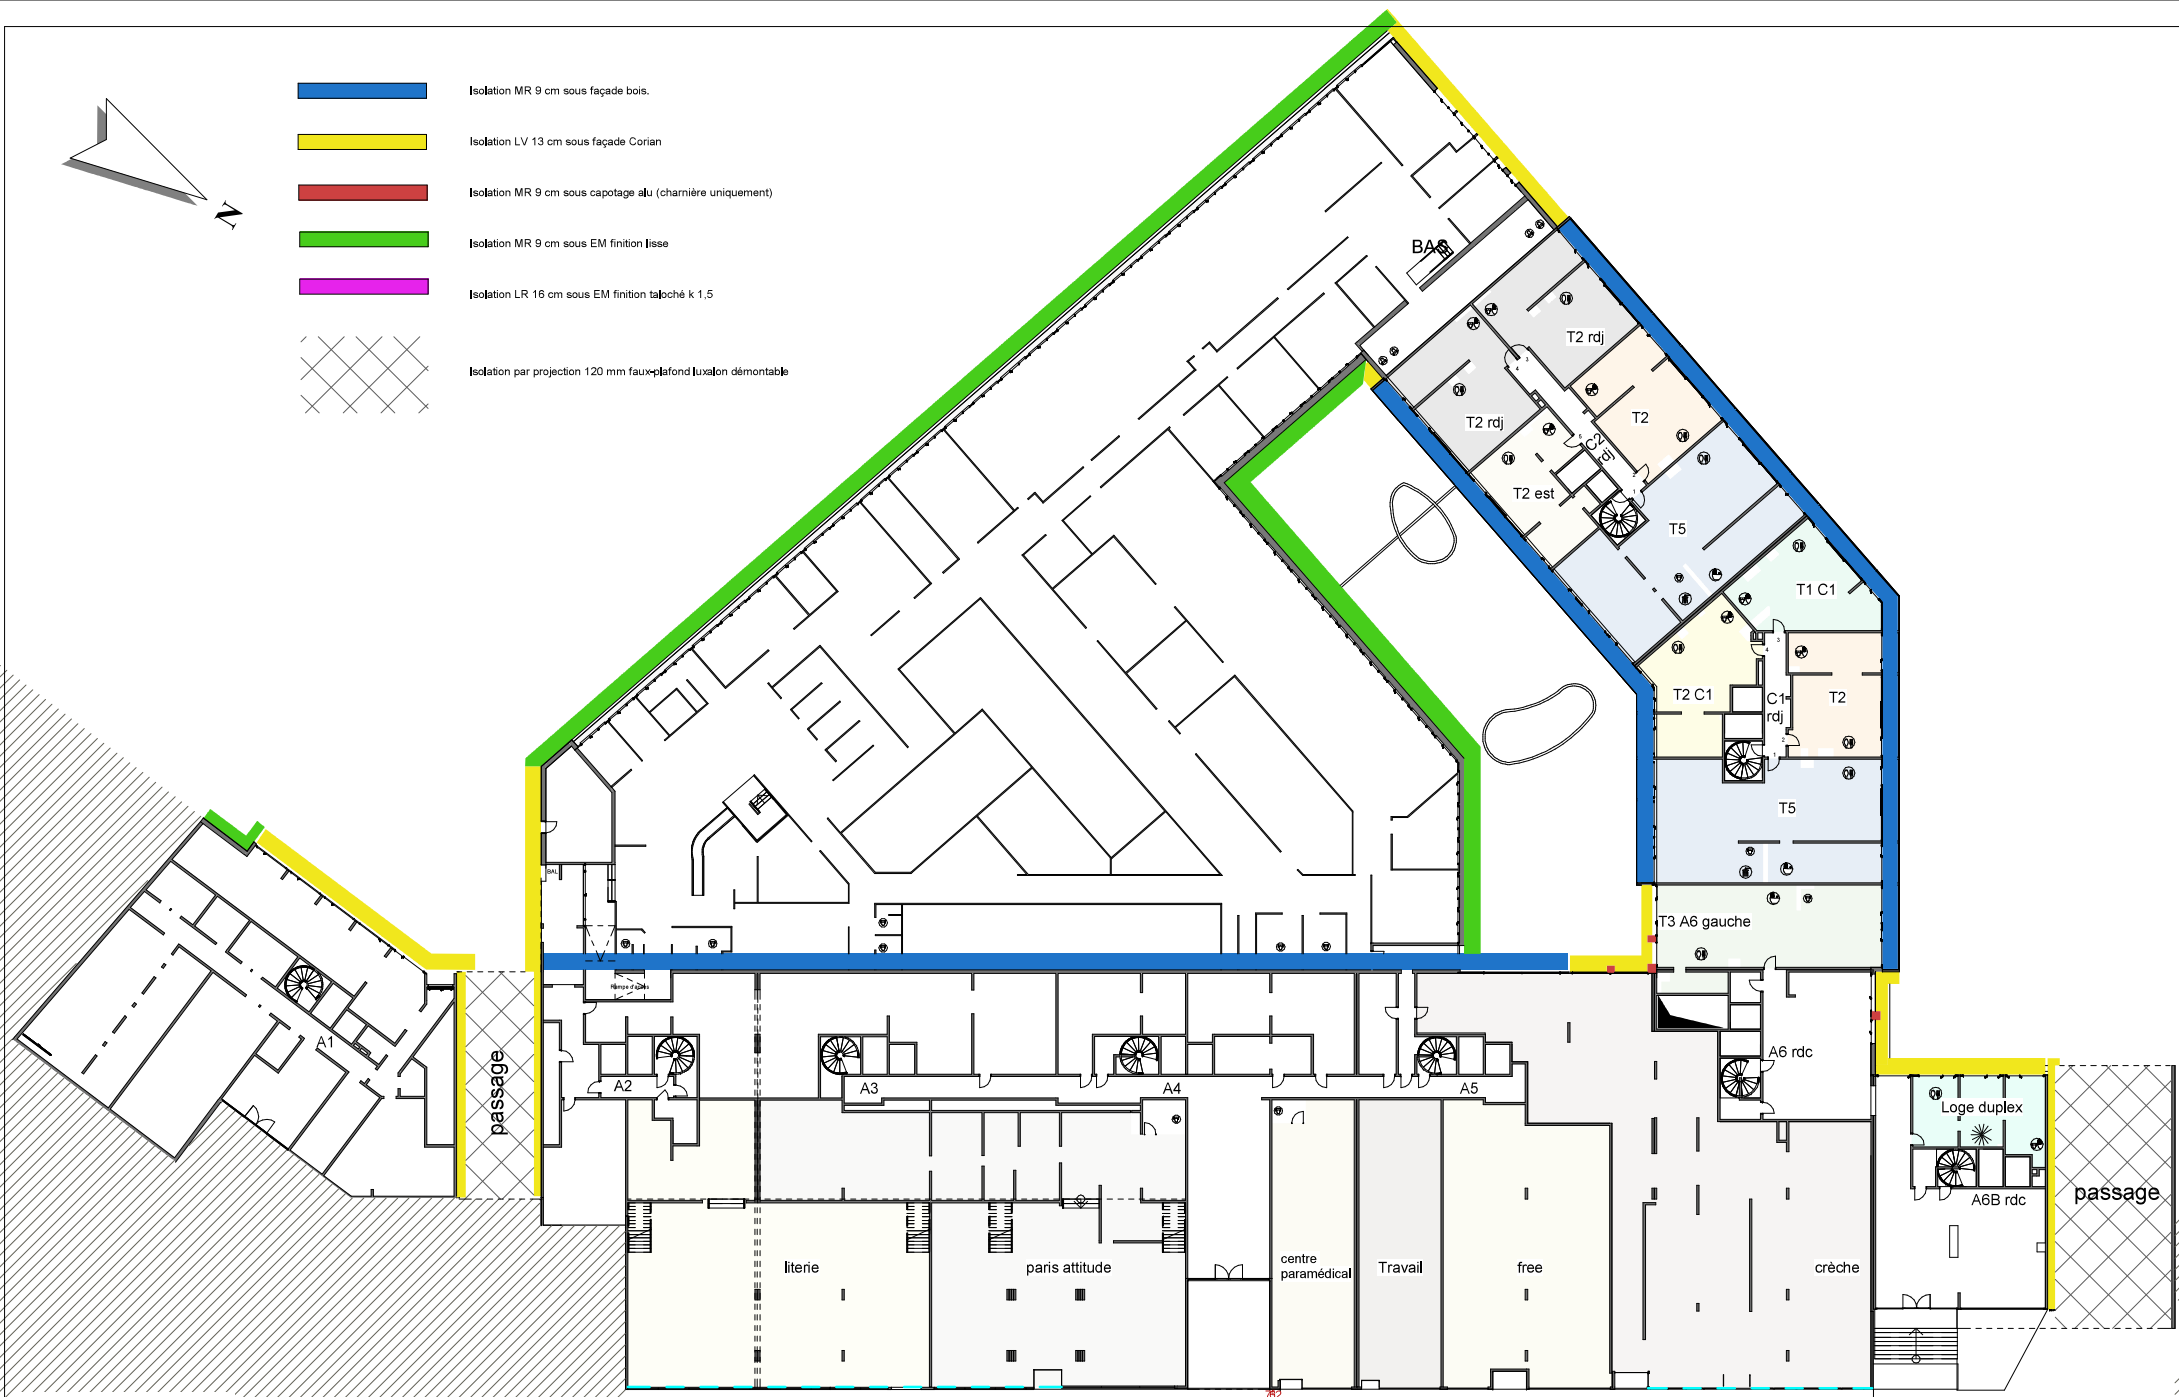 Isolation MR 9 cm sous façade bois.
Isolation LV 13 cm sous façade Corian
Isolation MR 9 cm sous capotage alu (charnière uniquement)
N
Isolation MR 9 cm sous EM finition lisse
Isolation LR 16 cm sous EM finition taloché k 1,5
Isolation par projection 120 mm faux-plafond luxalon démontable
BAS
T2 rdj
T2 rdj
T2
C2
rdj
T2 est
T5
T1 C1
T2 C1
C1
rdj
T2
T5
BAL
T3 A6 gauche
A1
passage
A2
A3
A4
A5
A6 rdc
Loge duplex
A6B rdc
passage
literie
paris attitude
centre
paramédical
Travail
free
crèche